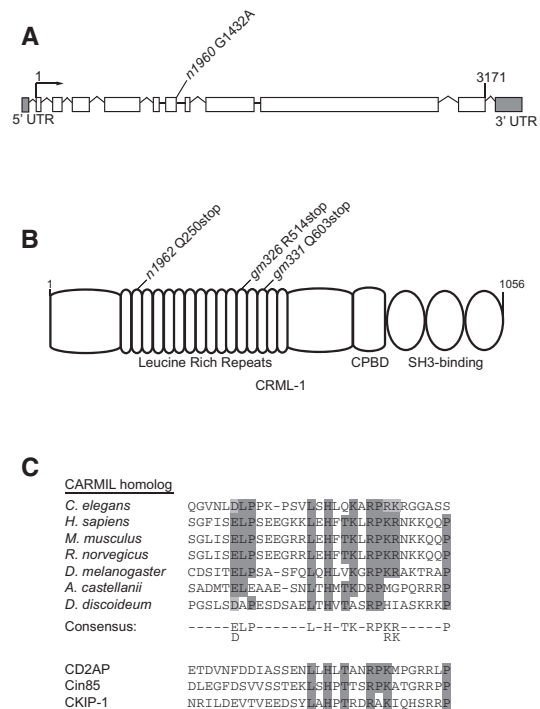 A
n1960 G1432A
1
3171
5' UTR
3' UTR
B
n1962 Q250stop
gm326 R514stop
gm331 Q603stop
1
1056
Leucine Rich Repeats
CPBD
SH3-binding
CRML-1
C
CARMIL homolog
C. elegans QGVNLDLPPKPK-PSVLSHLQKARPKRGGASS
H. sapiens SGFISELPSEEGKKLEHFTKLRPKRNKKQQP
M. musculus SGLISELPSEEGRRLEHFTKLRPKRNKKQQP
R. norvegicus SGLISELPSEEGRRLEHFTKLRPKRNKKQQP
D. melanogaster CDSITELPSA-SFQLQHLVKGRPKRAKTRAP
A. castellanii SADMTELEAAE-SNLTHMTKDRPMGPQRRRP
D. discoideum PGSLSDAPESDSAELTHVTASRPHIASKRKP
Consensus: -----ELP------L-H-TK-RPKR-----P
D RK
CD2AP ETDVNFDDIASSENLLHLTANRPKMPGRRLP
Cin85 DLEGFDSVVSSTEKLSHPTTSRPKATGRRPP
CKIP-1 NRILDEVTVEEDSYLAHPTRDRAKIQHSRRP